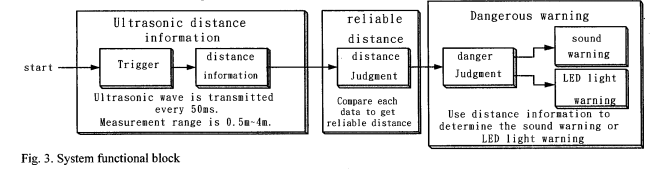 Ultrasonic distance
information
start
Trigger
distance
information
Ultrasonic wave is transmitted
every 50ms.
Measurement range is 0.5m~4m.
reliable
distance
distance
Judgment
Compare each
data to get
reliable distance
Dangerous warning
danger
Judgment
sound
warning
LED light
warning
Use distance information to
determine the sound warning or
LED light warning
Fig. 3. System functional block